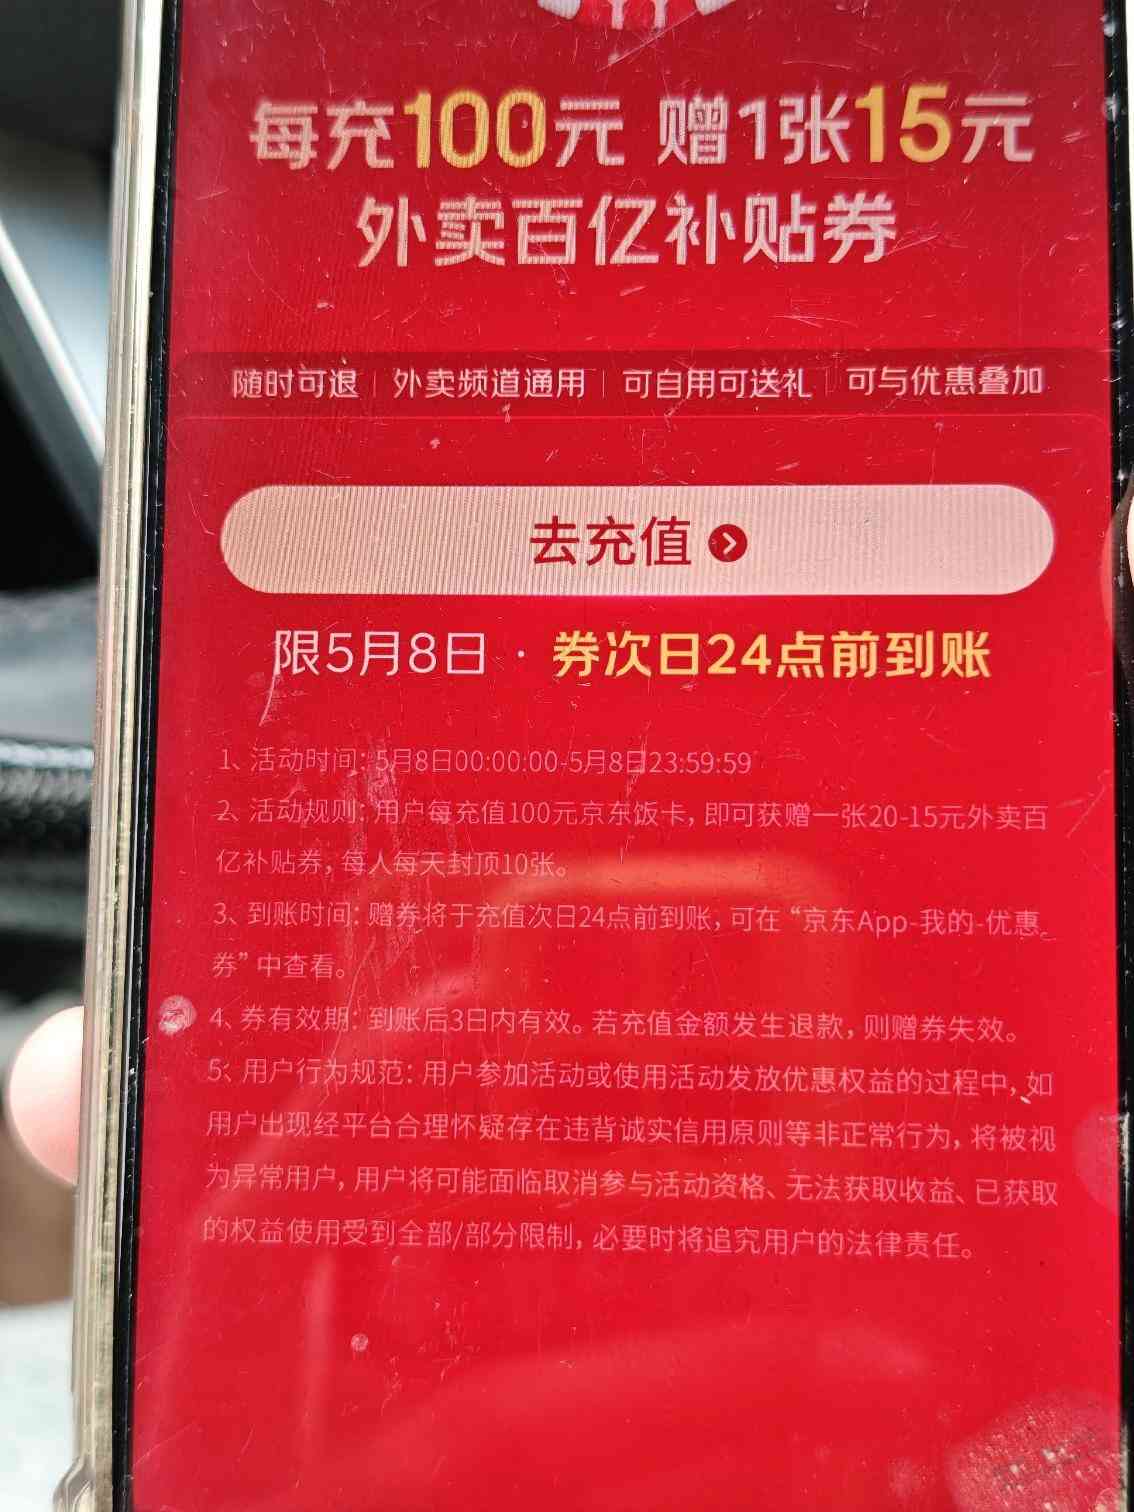 每充100元 赠1张15元
外卖百亿补贴券
随时可退 | 外卖频道通用 | 可自用可送礼 | 可与优惠叠加
去充值
限5月8日 · 券次日24点前到账
1、活动时间：5月8日00:00:00-5月8日23:59:59
2、活动规则：用户每充值100元京东饭卡，即可获赠一张20-15元外卖百
亿补贴券，每人每天封顶10张。
3、到账时间：赠券将于充值次日24点前到账，可在“京东App-我的-优惠
券”中查看。
4、券有效期：到账后3日内有效。若充值金额发生退款，则赠券失效。
5、用户行为规范：用户参加活动或使用活动发放优惠权益的过程中，如
用户出现经平台合理怀疑存在违背诚实信用原则等非正常行为，将被视
为异常用户，用户将可能面临取消参与活动资格、无法获取收益、已获取
的权益使用受到全部/部分限制，必要时将追究用户的法律责任。